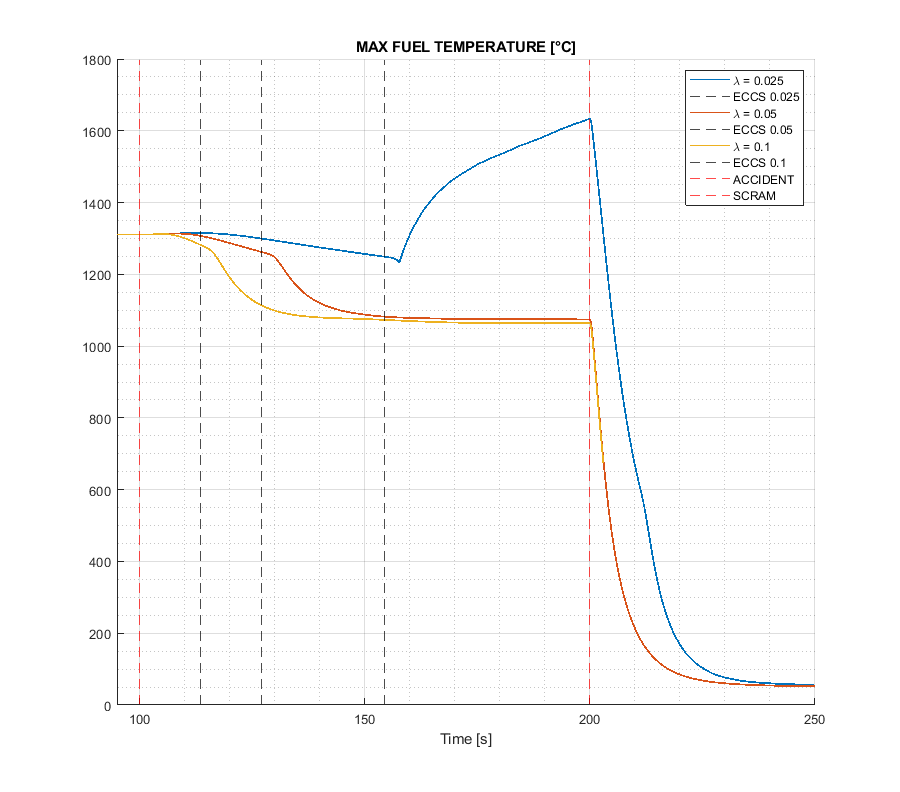 MAX FUEL TEMPERATURE [°C]
1800
1600
1400
1200
1000
800
600
400
200
0
λ = 0.025
ECCS 0.025
λ = 0.05
ECCS 0.05
λ = 0.1
ECCS 0.1
ACCIDENT
SCRAM
100 150 200 250
Time [s]